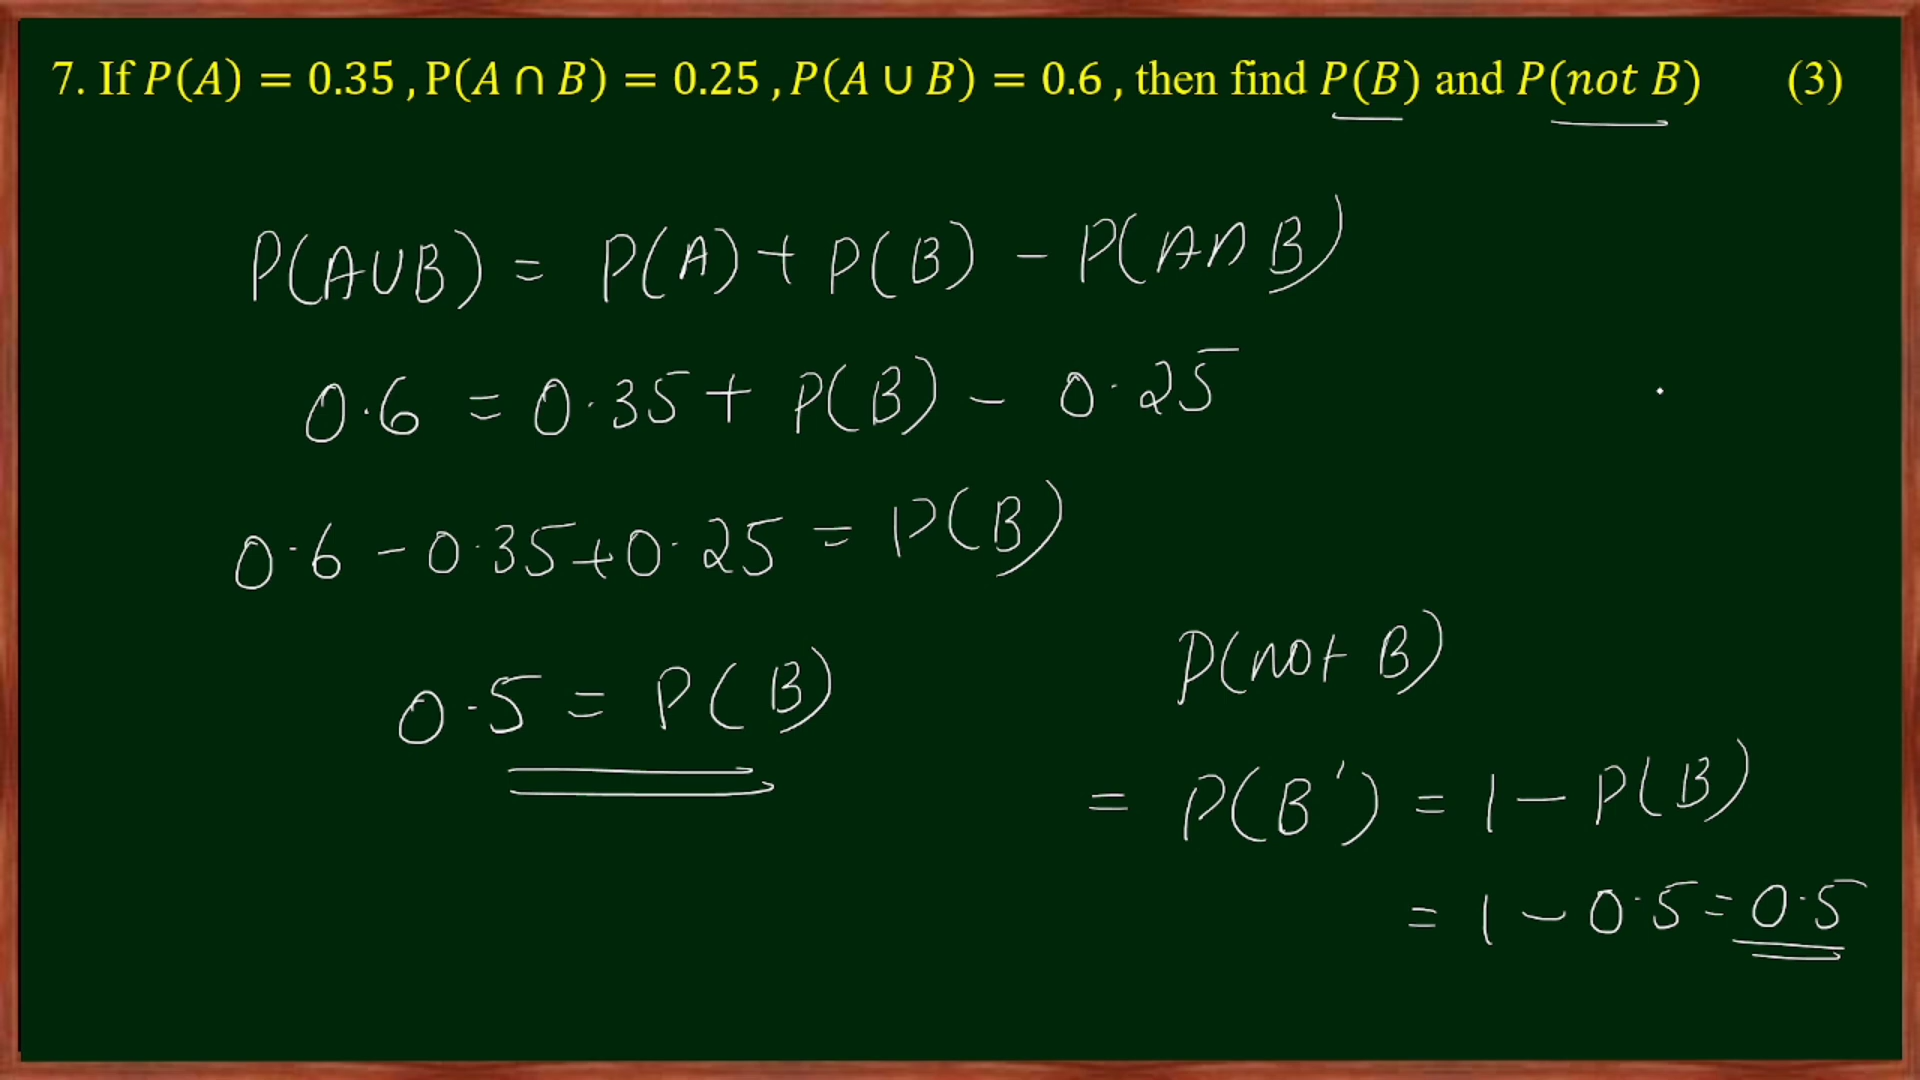 7. If P(A) = 0.35 , P(A ∩ B) = 0.25 , P(A ∪ B) = 0.6 , then find P(B) and P(not B) (3)
P(A∪B) = P(A) + P(B) - P(A∩B)
0.6 = 0.35 + P(B) - 0.25
0.6 - 0.35 + 0.25 = P(B)
0.5 = P(B)
P(not B)
= P(B') = 1 - P(B)
= 1 - 0.5 = 0.5